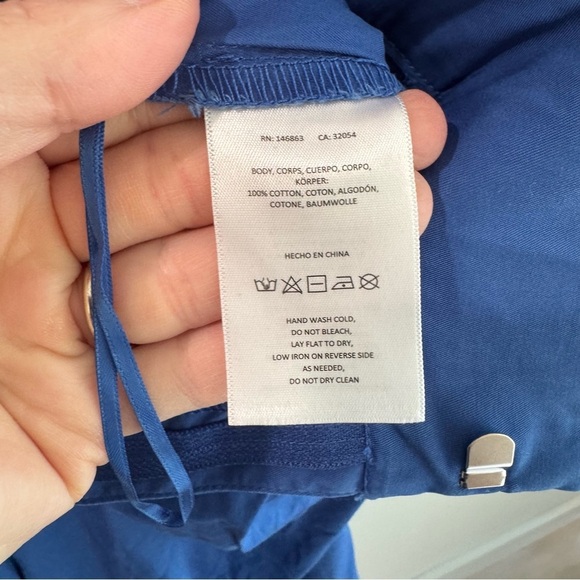 RN: 146863 CA: 32054
BODY, CORPS, CUERPO, CORPO,
KÖRPER:
100% COTTON, COTON, ALGODÓN,
COTONE, BAUMWOLLE
HECHO EN CHINA
HAND WASH COLD,
DO NOT BLEACH,
LAY FLAT TO DRY,
LOW IRON ON REVERSE SIDE
AS NEEDED,
DO NOT DRY CLEAN